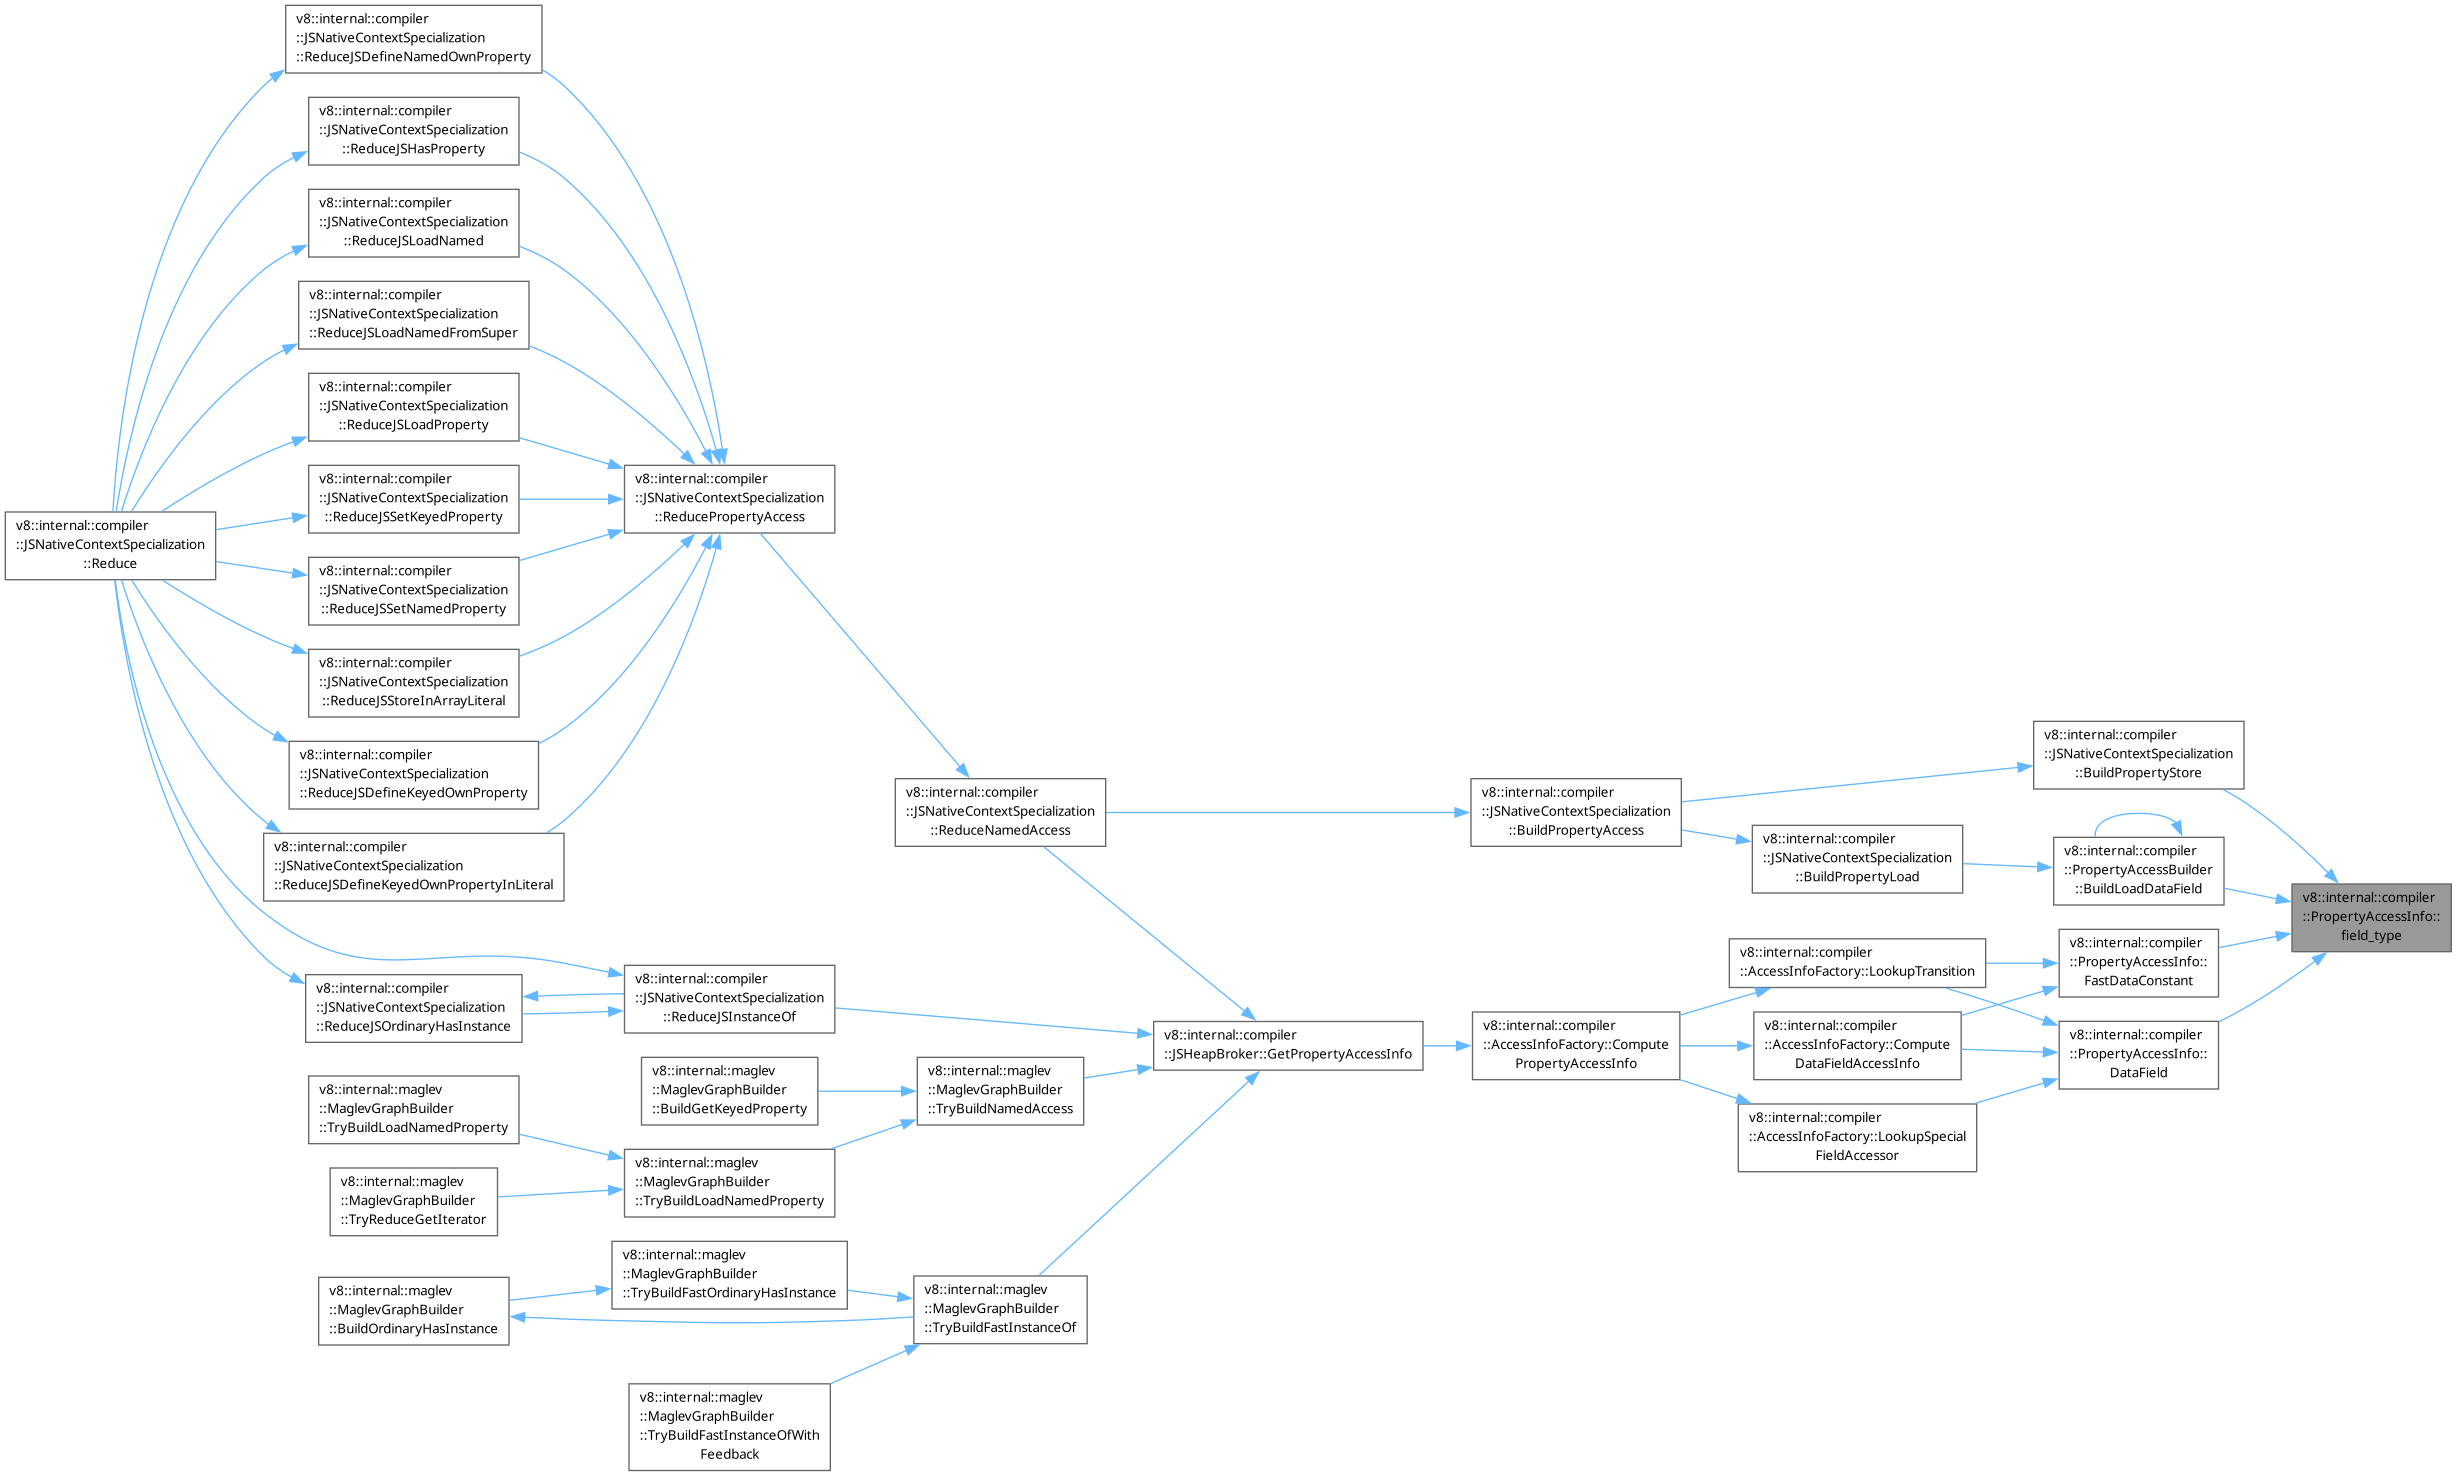 v8::internal::compiler
::JSNativeContextSpecialization
::ReduceJSDefineNamedOwnProperty
v8::internal::compiler
::JSNativeContextSpecialization
::ReduceJSHasProperty
v8::internal::compiler
::JSNativeContextSpecialization
::ReduceJSLoadNamed
v8::internal::compiler
::JSNativeContextSpecialization
::ReduceJSLoadNamedFromSuper
v8::internal::compiler
::JSNativeContextSpecialization
::ReduceJSLoadProperty
v8::internal::compiler
::JSNativeContextSpecialization
::ReduceJSSetKeyedProperty
v8::internal::compiler
::JSNativeContextSpecialization
::ReducePropertyAccess
v8::internal::compiler
::JSNativeContextSpecialization
::Reduce
v8::internal::compiler
::JSNativeContextSpecialization
::ReduceJSSetNamedProperty
v8::internal::compiler
::JSNativeContextSpecialization
::ReduceJSStoreInArrayLiteral
v8::internal::compiler
::JSNativeContextSpecialization
::ReduceJSDefineKeyedOwnProperty
v8::internal::compiler
::JSNativeContextSpecialization
::ReduceJSDefineKeyedOwnPropertyInLiteral
v8::internal::compiler
::JSNativeContextSpecialization
::ReduceNamedAccess
v8::internal::compiler
::JSNativeContextSpecialization
::BuildPropertyAccess
v8::internal::compiler
::JSNativeContextSpecialization
::BuildPropertyStore
v8::internal::compiler
::JSNativeContextSpecialization
::BuildPropertyLoad
v8::internal::compiler
::PropertyAccessBuilder
::BuildLoadDataField
v8::internal::compiler
::PropertyAccessInfo::
field_type
v8::internal::compiler
::AccessInfoFactory::LookupTransition
v8::internal::compiler
::PropertyAccessInfo::
FastDataConstant
v8::internal::compiler
::JSNativeContextSpecialization
::ReduceJSOrdinaryHasInstance
v8::internal::compiler
::JSNativeContextSpecialization
::ReduceJSInstanceOf
v8::internal::compiler
::JSHeapBroker::GetPropertyAccessInfo
v8::internal::compiler
::AccessInfoFactory::Compute
PropertyAccessInfo
v8::internal::compiler
::AccessInfoFactory::Compute
DataFieldAccessInfo
v8::internal::compiler
::PropertyAccessInfo::
DataField
v8::internal::maglev
::MaglevGraphBuilder
::BuildGetKeyedProperty
v8::internal::maglev
::MaglevGraphBuilder
::TryBuildNamedAccess
v8::internal::compiler
::AccessInfoFactory::LookupSpecial
FieldAccessor
v8::internal::maglev
::MaglevGraphBuilder
::TryBuildLoadNamedProperty
v8::internal::maglev
::MaglevGraphBuilder
::TryBuildLoadNamedProperty
v8::internal::maglev
::MaglevGraphBuilder
::TryReduceGetIterator
v8::internal::maglev
::MaglevGraphBuilder
::TryBuildFastOrdinaryHasInstance
v8::internal::maglev
::MaglevGraphBuilder
::BuildOrdinaryHasInstance
v8::internal::maglev
::MaglevGraphBuilder
::TryBuildFastInstanceOf
v8::internal::maglev
::MaglevGraphBuilder
::TryBuildFastInstanceOfWith
Feedback